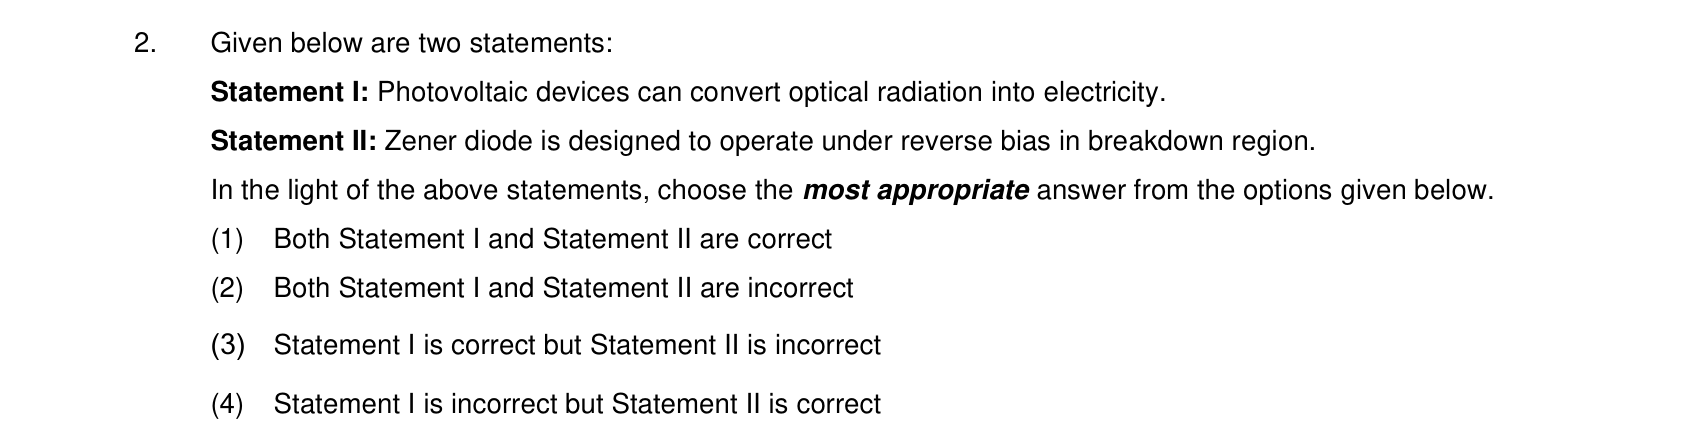 2. Given below are two statements:
Statement I: Photovoltaic devices can convert optical radiation into electricity.
Statement II: Zener diode is designed to operate under reverse bias in breakdown region.
In the light of the above statements, choose the most appropriate answer from the options given below.
(1) Both Statement I and Statement II are correct
(2) Both Statement I and Statement II are incorrect
(3) Statement I is correct but Statement II is incorrect
(4) Statement I is incorrect but Statement II is correct